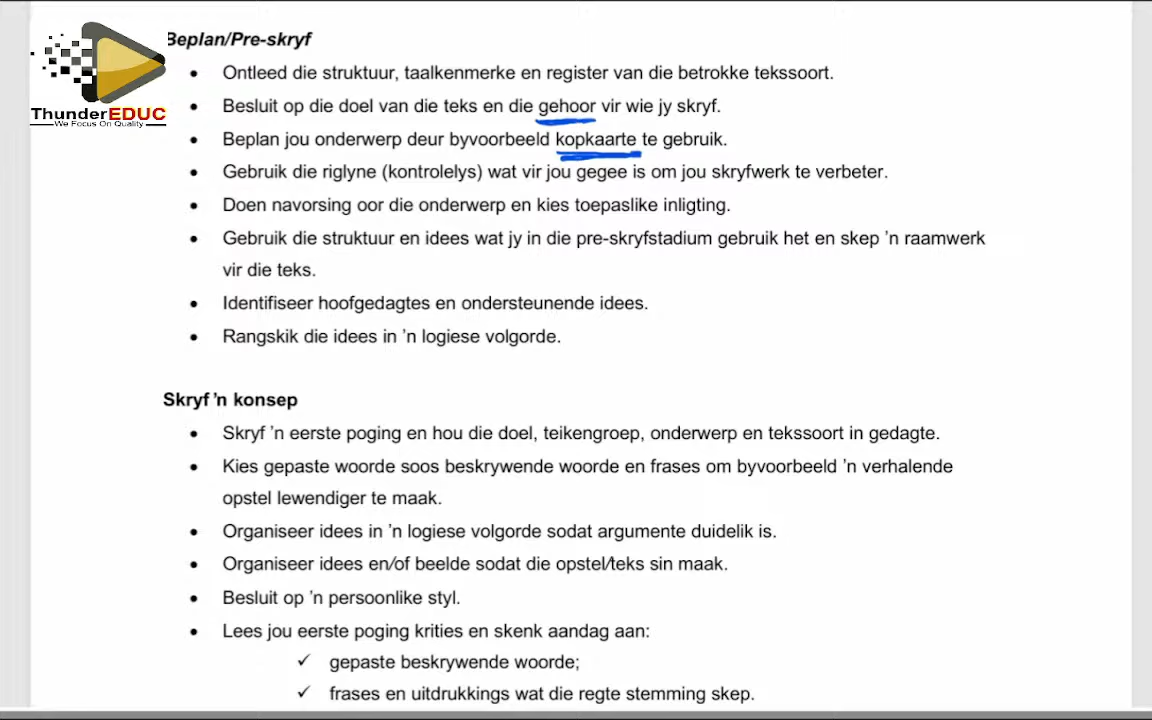 Beplan/Pre-skryf
ThunderEDUC
We Focus On Quality
• Ontleed die struktuur, taalkenmerke en register van die betrokke tekssoort.
• Besluit op die doel van die teks en die gehoor vir wie jy skryf.
• Beplan jou onderwerp deur byvoorbeeld kopkaarte te gebruik.
• Gebruik die riglyne (kontrolelys) wat vir jou gegee is om jou skryfwerk te verbeter.
• Doen navorsing oor die onderwerp en kies toepaslike inligting.
• Gebruik die struktuur en idees wat jy in die pre-skryfstadium gebruik het en skep ’n raamwerk
vir die teks.
• Identifiseer hoofgedagtes en ondersteunende idees.
• Rangskik die idees in ’n logiese volgorde.
Skryf ’n konsep
• Skryf ’n eerste poging en hou die doel, teikengroep, onderwerp en tekssoort in gedagte.
• Kies gepaste woorde soos beskrywende woorde en frases om byvoorbeeld ’n verhalende
opstel lewendiger te maak.
• Organiseer idees in ’n logiese volgorde sodat argumente duidelik is.
• Organiseer idees en/of beelde sodat die opstel/teks sin maak.
• Besluit op ’n persoonlike styl.
• Lees jou eerste poging krities en skenk aandag aan:
✓ gepaste beskrywende woorde;
✓ frases en uitdrukkings wat die regte stemming skep.